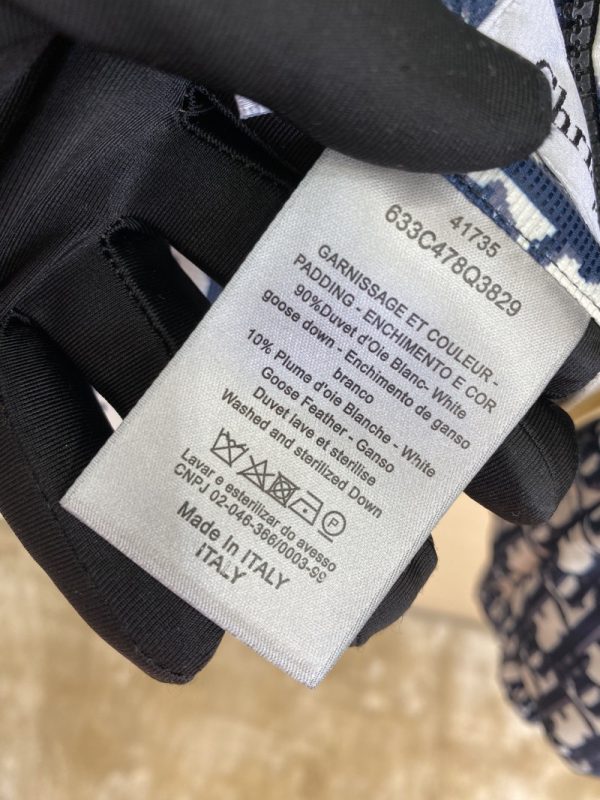 Chri
41735
633C478Q3829
GARNISSAGE ET COULEUR -
PADDING - ENCHIMENTO E COR
90%Duvet d'Oie Blanc- White
goose down - Enchimento de ganso
branco
10% Plume d'oie Blanche - White
Goose Feather - Ganso
Duvet lave et sterilise
Washed and sterilized Down
P
Lavar e esterilizar do avesso
CNPJ 02-046-366/0003-99
Made In ITALY
ITALY